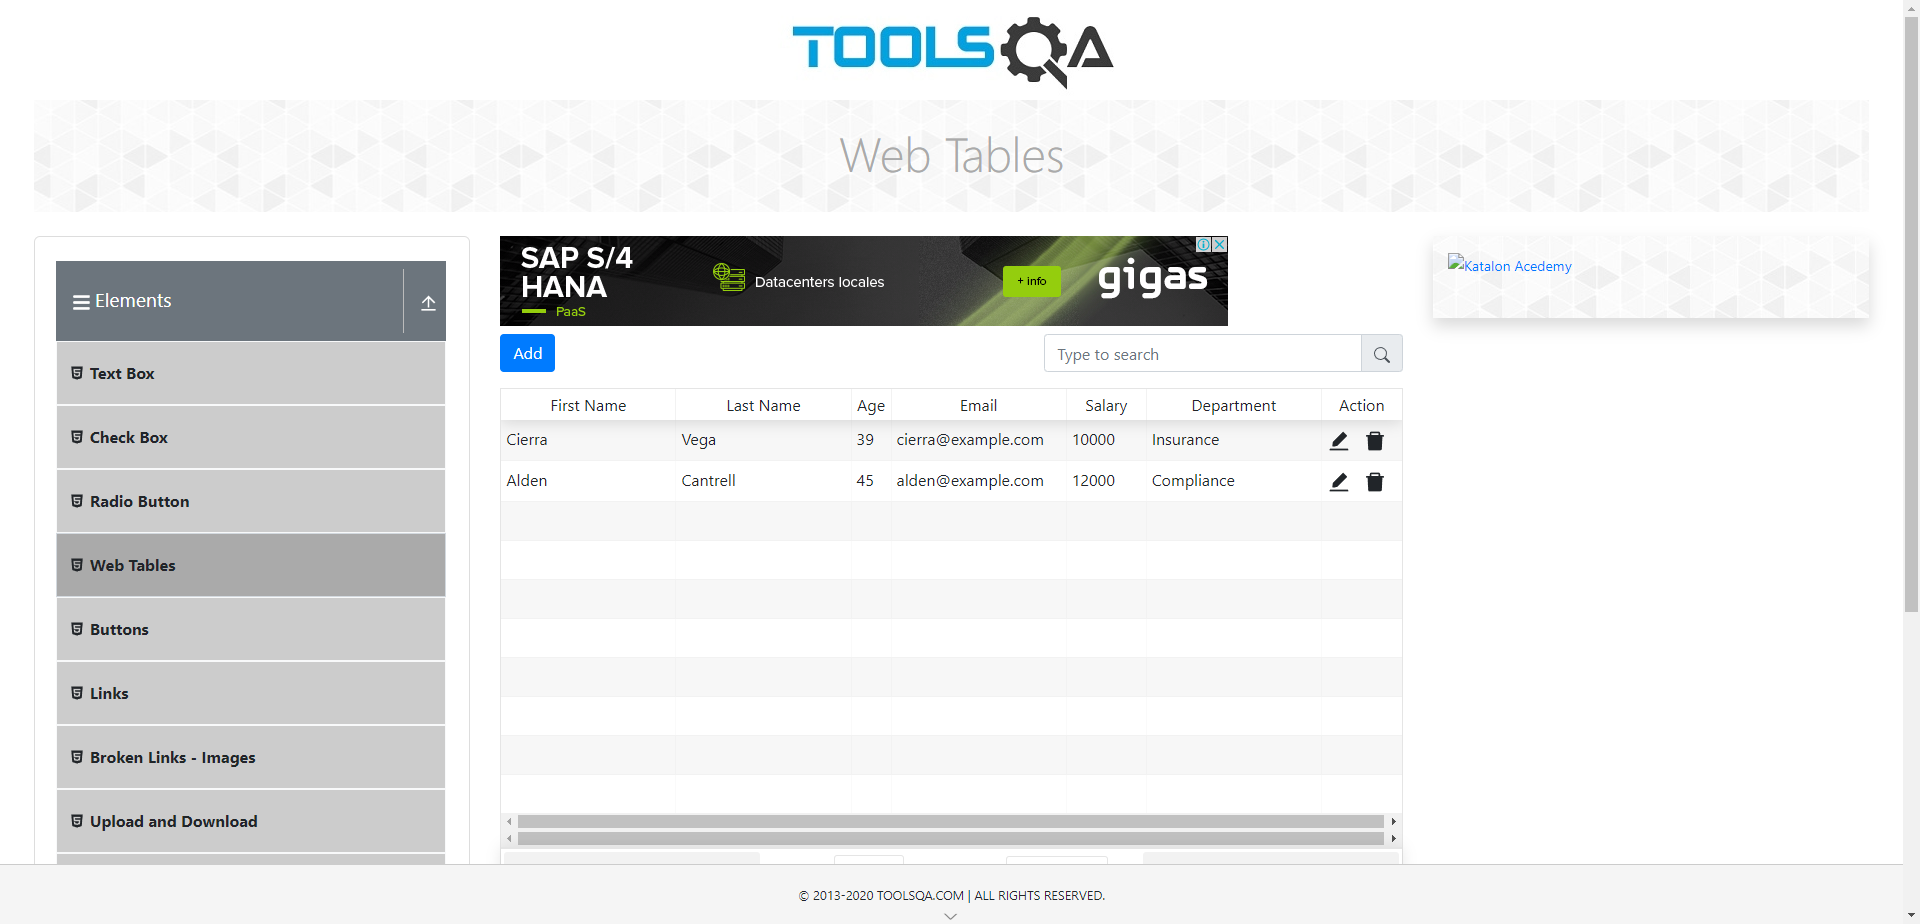 TOOLSQA
Web Tables
Elements
Text Box
Check Box
Radio Button
Web Tables
Buttons
Links
Broken Links - Images
Upload and Download
SAP S/4
HANA
PaaS
Datacenters locales
+ info
gigas
Add
Type to search
First Name Last Name Age Email Salary Department Action
Cierra Vega 39 cierra@example.com 10000 Insurance
Alden Cantrell 45 alden@example.com 12000 Compliance
Katalon Acedemy
© 2013-2020 TOOLSQA.COM | ALL RIGHTS RESERVED.